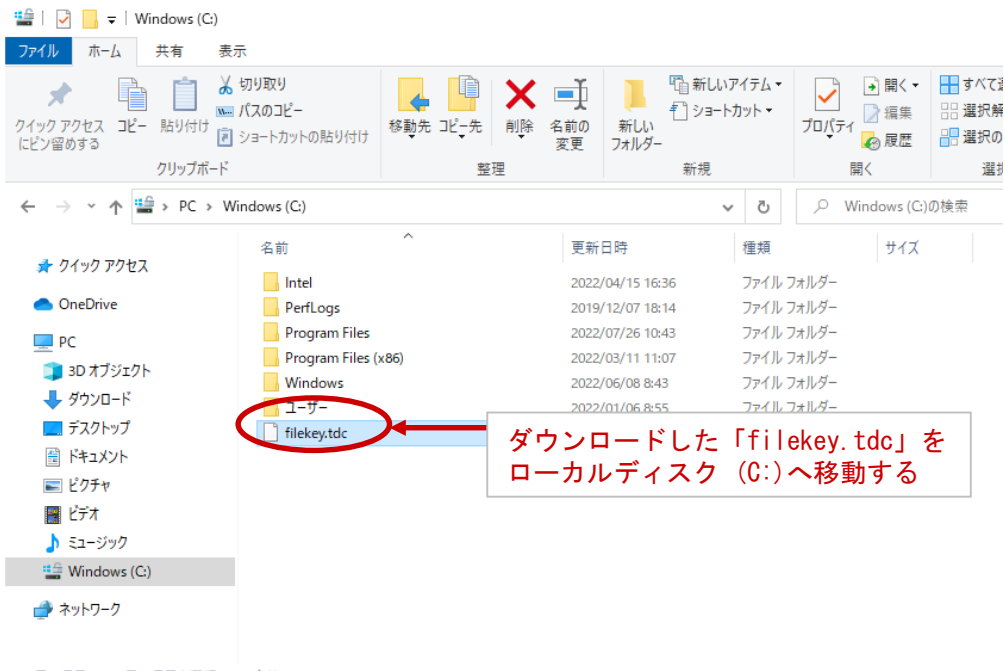 Windows (C:)
ファイル ホーム 共有 表示
クイック アクセス
にピン留めする
コピー
貼り付け
切り取り
パスのコピー
ショートカットの貼り付け
クリップボード
移動先
コピー先
削除
名前の
変更
整理
新しい
フォルダー
新しいアイテム
ショートカット
新規
プロパティ
開く
編集
履歴
開く
すべて
選択解
選択の
選択
PC Windows (C:)
Windows (C:)の検索
名前 更新日時 種類 サイズ
クイック アクセス
OneDrive
PC
3D オブジェクト
ダウンロード
デスクトップ
ドキュメント
ピクチャ
ビデオ
ミュージック
Windows (C:)
ネットワーク
Intel 2022/04/15 16:36 ファイル フォルダー
PerfLogs 2019/12/07 18:14 ファイル フォルダー
Program Files 2022/07/26 10:43 ファイル フォルダー
Program Files (x86) 2022/03/11 11:07 ファイル フォルダー
Windows 2022/06/08 8:43 ファイル フォルダー
ユーザー 2022/01/06 8:55 ファイル フォルダー
filekey.tdc
ダウンロードした「filekey.tdc」を
ローカルディスク (C:)へ移動する